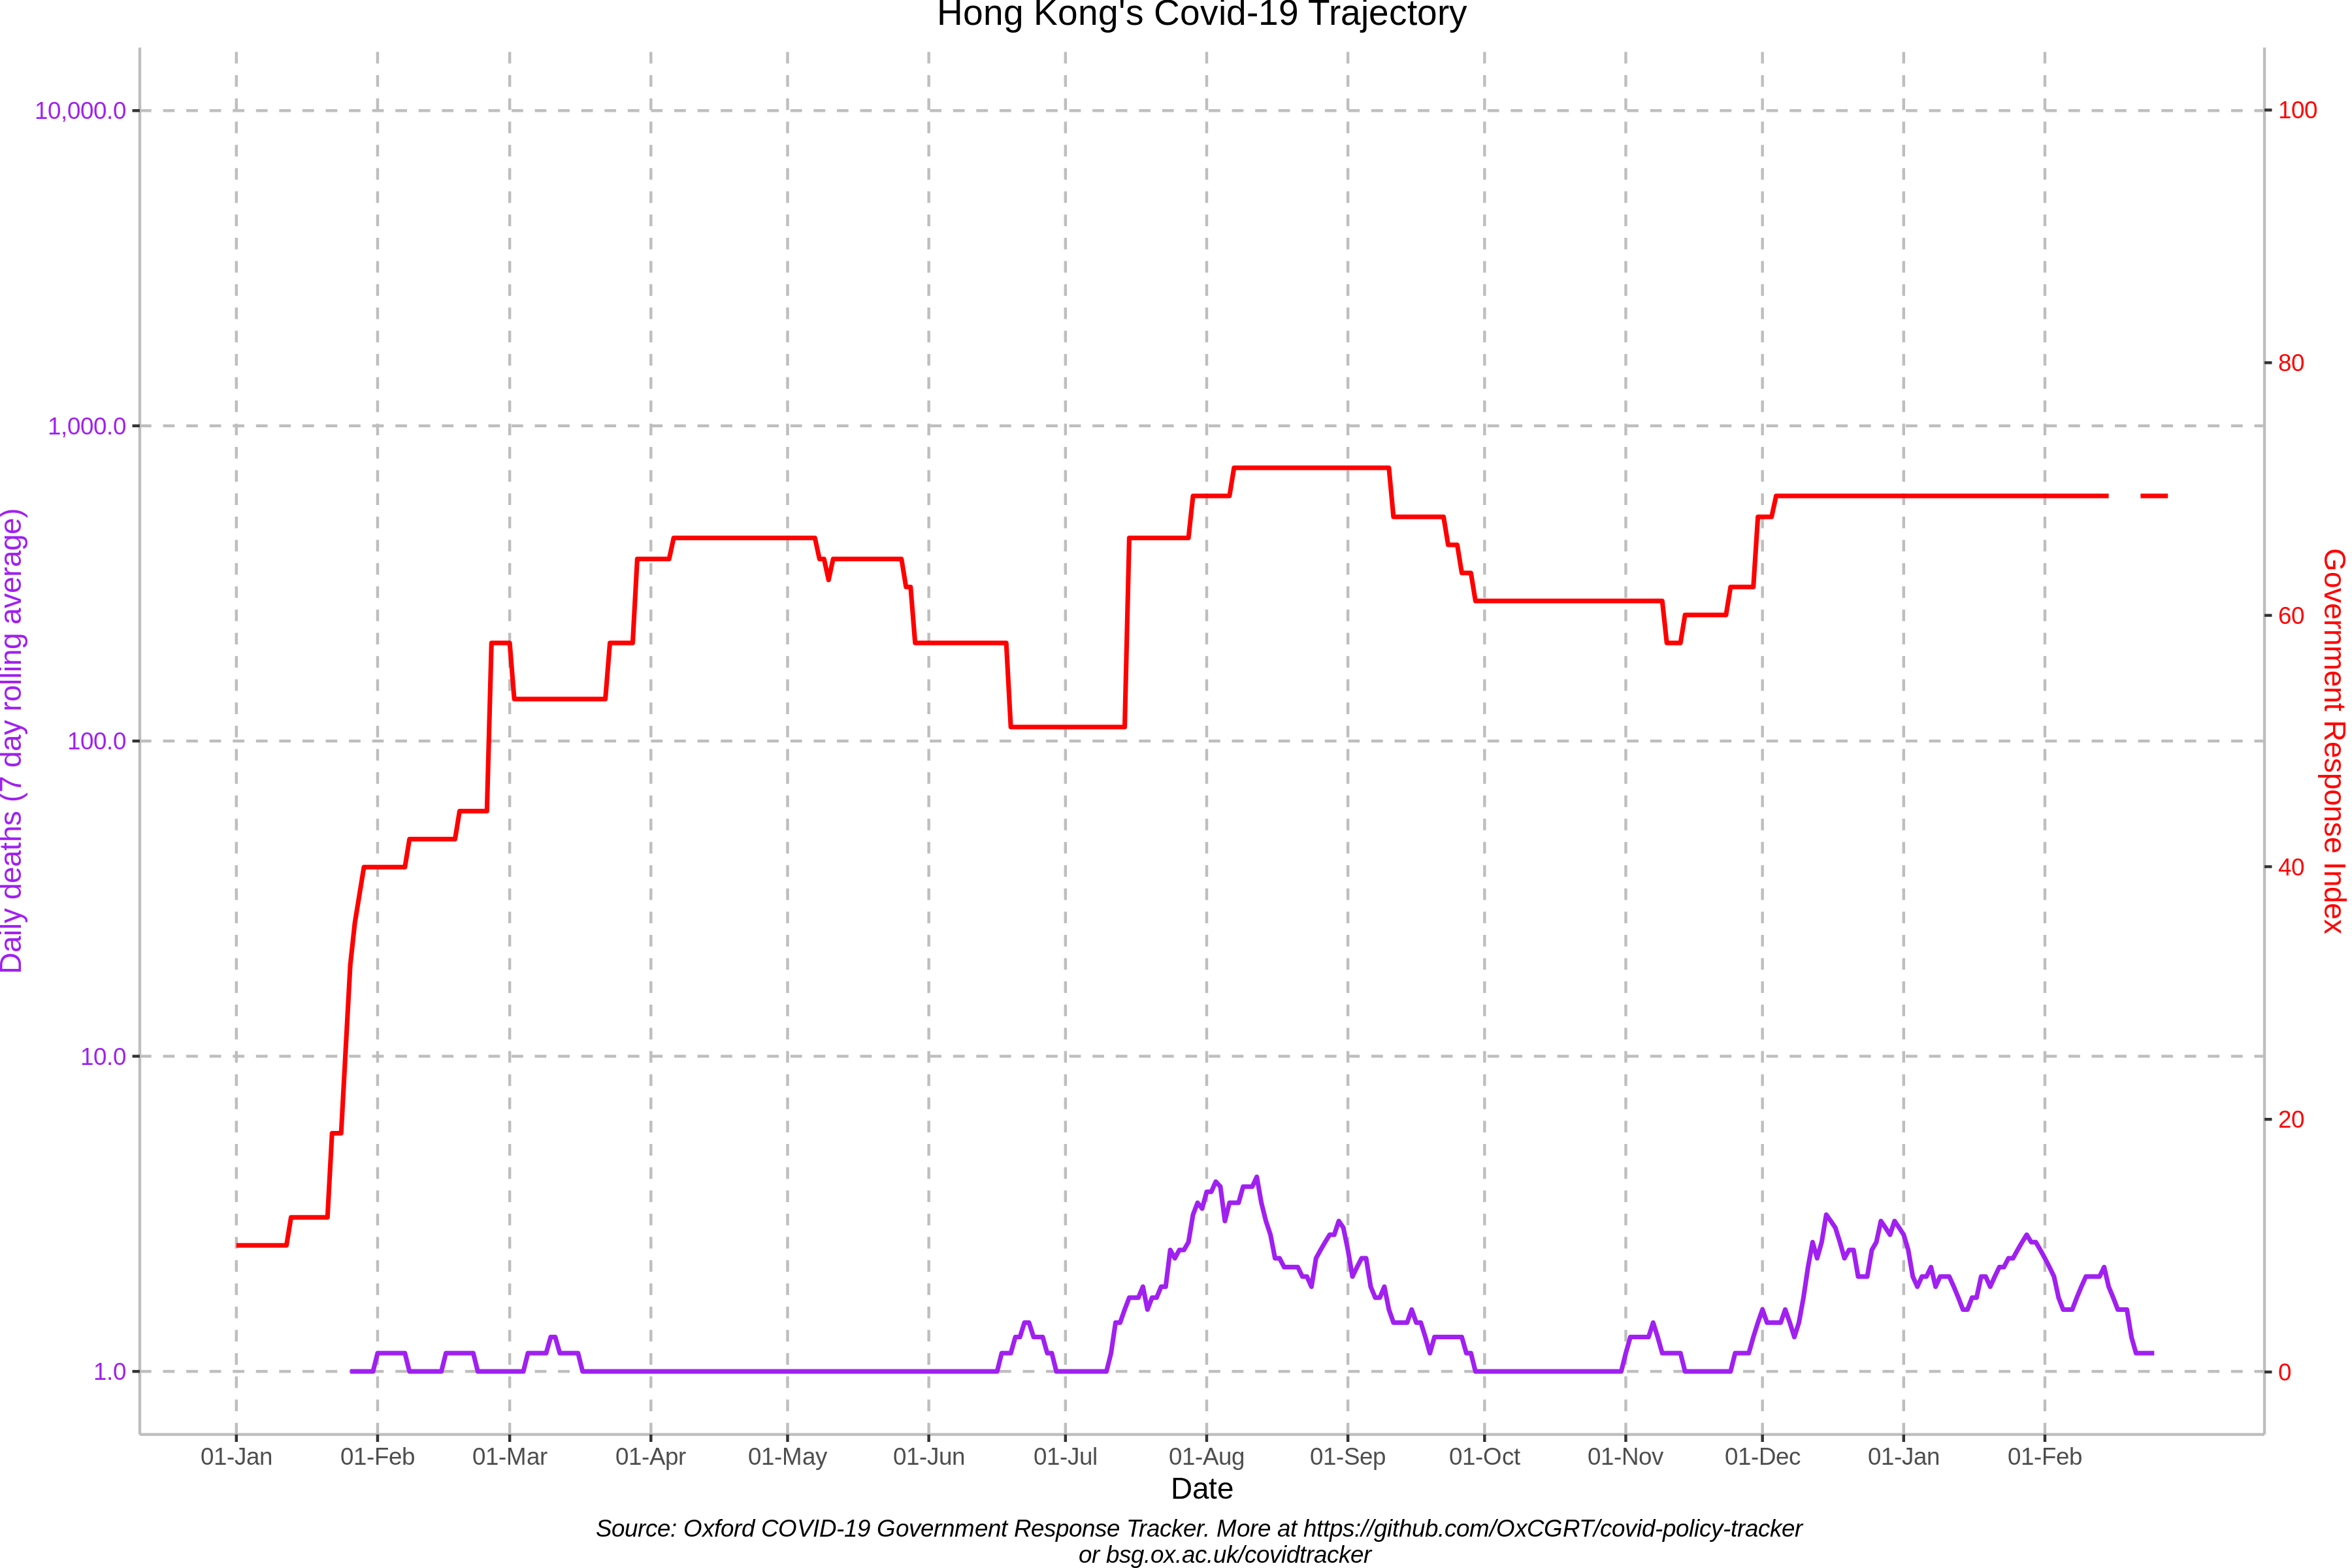 Hong Kong's Covid-19 Trajectory
10,000.0
1,000.0
100.0
10.0
1.0
Daily deaths (7 day rolling average)
100
80
60
40
20
0
Government Response Index
01-Jan 01-Feb 01-Mar 01-Apr 01-May 01-Jun 01-Jul 01-Aug 01-Sep 01-Oct 01-Nov 01-Dec 01-Jan 01-Feb
Date
Source: Oxford COVID-19 Government Response Tracker. More at https://github.com/OxCGRT/covid-policy-tracker
or bsg.ox.ac.uk/covidtracker